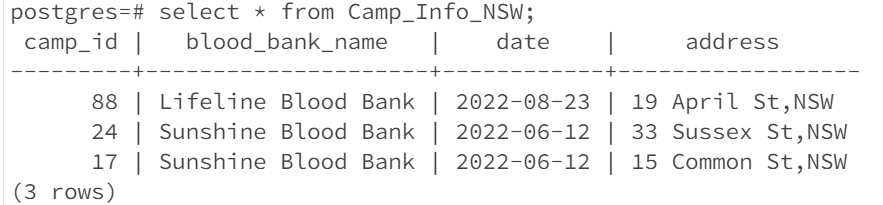 postgres=# select * from Camp_Info_NSW;
 camp_id |   blood_bank_name   |    date    |     address
---------+---------------------+------------+------------------
      88 | Lifeline Blood Bank | 2022-08-23 | 19 April St,NSW
      24 | Sunshine Blood Bank | 2022-06-12 | 33 Sussex St,NSW
      17 | Sunshine Blood Bank | 2022-06-12 | 15 Common St,NSW
(3 rows)